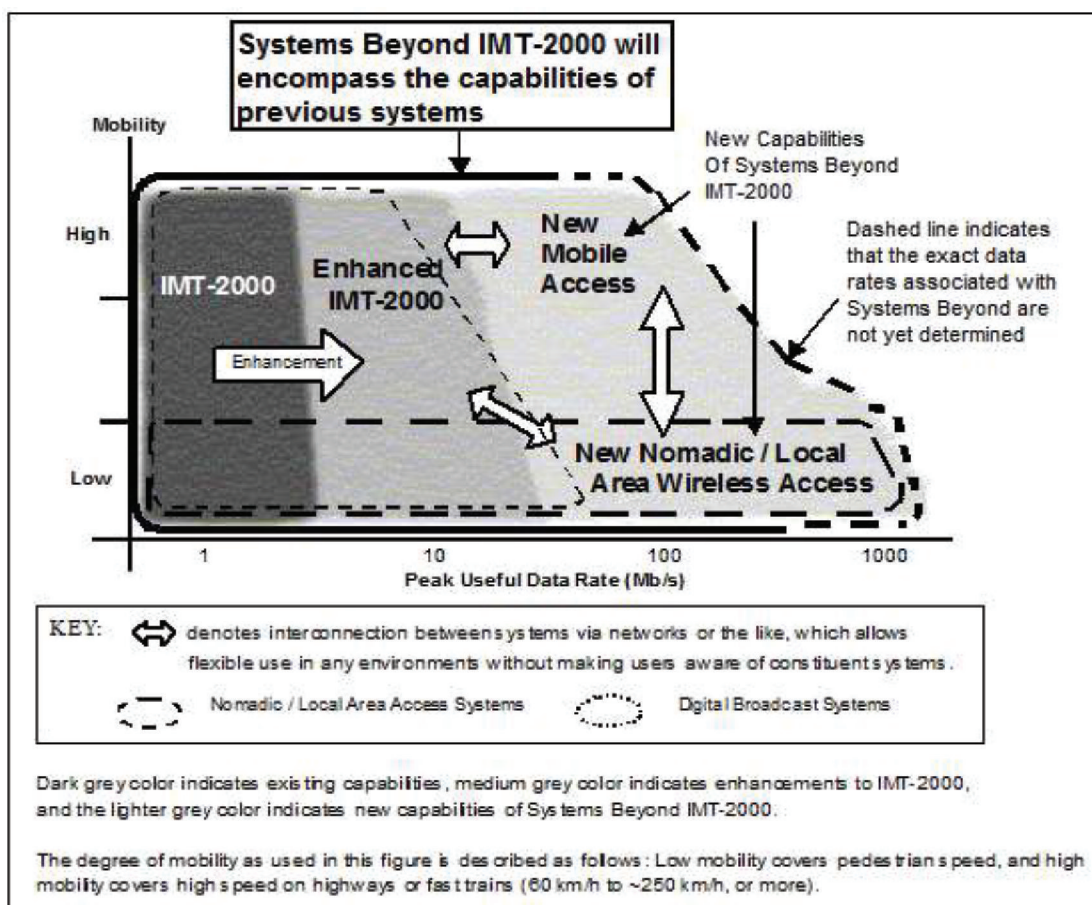 Systems Beyond IMT-2000 will
encompass the capabilities of
previous systems
Mobility
New Capabilities
Of Systems Beyond
IMT-2000
High
New
Mobile
Access
Dashed line indicates
that the exact data
rates associated with
Systems Beyond are
not yet determined
IMT-2000
Enhanced
IMT-2000
Enhancement
Low
New Nomadic / Local
Area Wireless Access
1 10 100 1000
Peak Useful Data Rate (Mb/s)
KEY:
denotes interconnection between systems via networks or the like, which allows
flexible use in any environments without making users aware of constituent systems.
Nomadic / Local Area Access Systems
Digital Broadcast Systems
Dark grey color indicates existing capabilities, medium grey color indicates enhancements to IMT-2000,
and the lighter grey color indicates new capabilities of Systems Beyond IMT-2000.
The degree of mobility as used in this figure is described as follows: Low mobility covers pedestrian speed, and high
mobility covers high speed on highways or fast trains (60 km/h to ~250 km/h, or more).